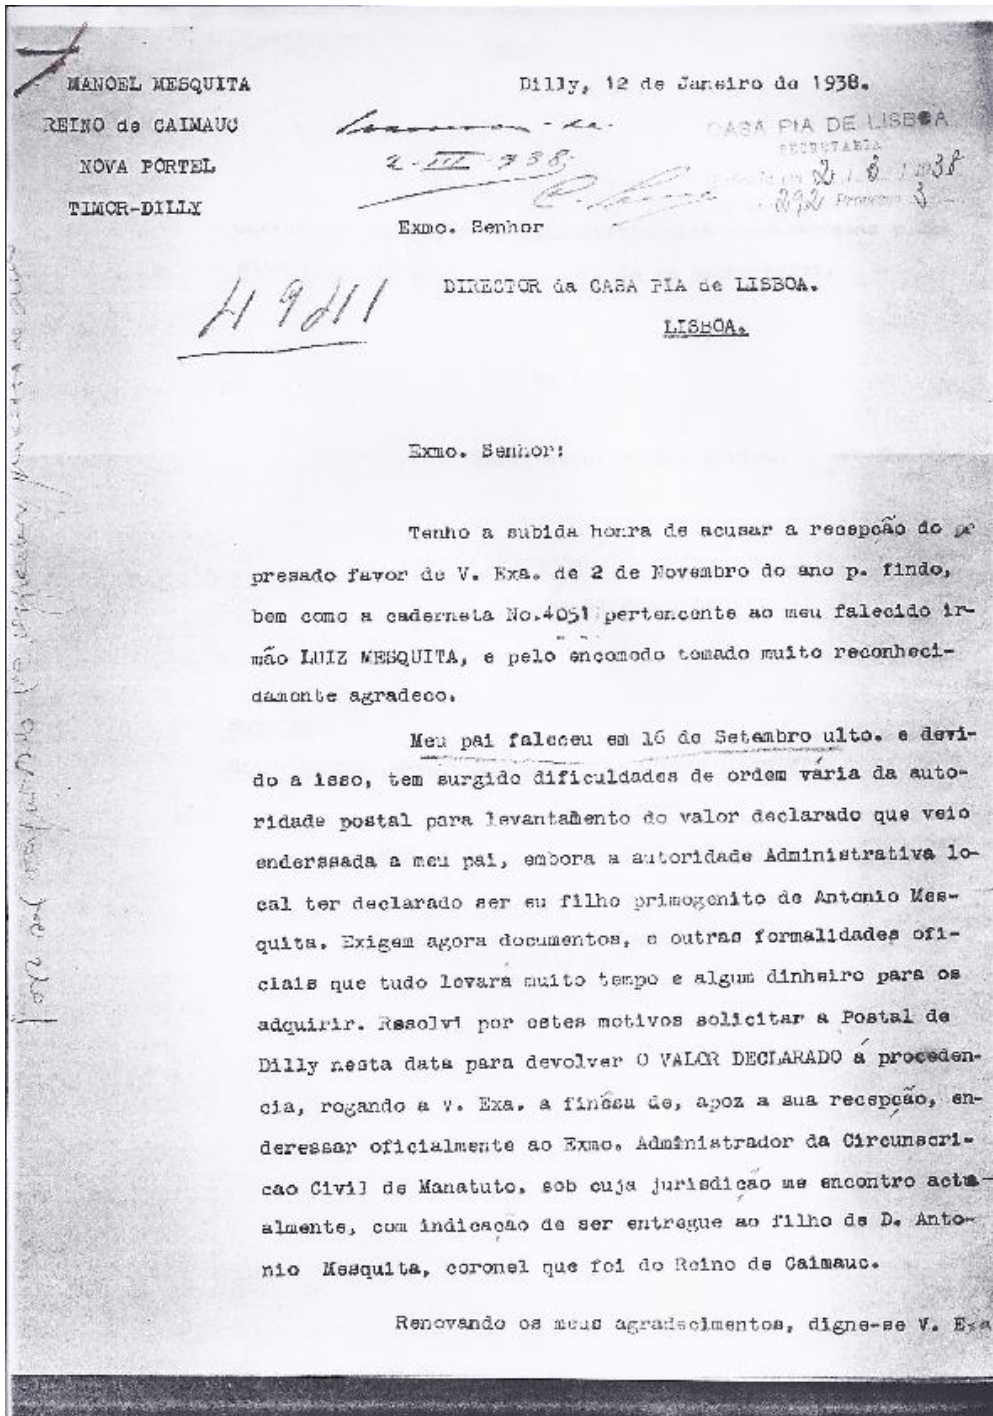 MANOEL MESQUITA
Dilly, 12 de Janeiro de 1938.
REINO de CAIMAUC
NOVA PORTEL
TIMOR-DILLY
CASA PIA DE LISBOA
SECRETARIA
2-III-938
2 3 1938
292 Processo 3
Exmo. Senhor
DIRECTOR da CASA PIA de LISBOA.
LISBOA.
Exmo. Senhor:
Tenho a subida honra de acusar a recepção do
presado favor de V. Exa. de 2 de Novembro do ano p. findo,
bem como a caderneta No.4051 pertencente ao meu falecido ir-
mão LUIZ MESQUITA, e pelo encomodo tomado muito reconheci-
damente agradeco.
Meu pai faleceu em 16 de Setembro ulto. e devi-
do a isso, tem surgido dificuldades de ordem vária da auto-
ridade postal para levantamento do valor declarado que veio
enderssada a meu pai, embora a autoridade Administrativa lo-
cal ter declarado ser eu filho primogenito de Antonio Mes-
quita. Exigem agora documentos, e outras formalidades ofi-
ciais que tudo levará muito tempo e algum dinheiro para os
adquirir. Resolvi por estes motivos solicitar a Postal de
Dilly nesta data para devolver O VALOR DECLARADO á proceden-
cia, rogando a V. Exa. a finêsa de, apoz a sua recepção, en-
deressar oficialmente ao Exmo. Administrador da Circunscri-
cao Civil de Manatuto, sob cuja jurisdição me encontro actu-
almente, com indicação de ser entregue ao filho de D. Anto-
nio Mesquita, coronel que foi do Reino de Caimauc.
Renovando os meus agradecimentos, digne-se V. Exa